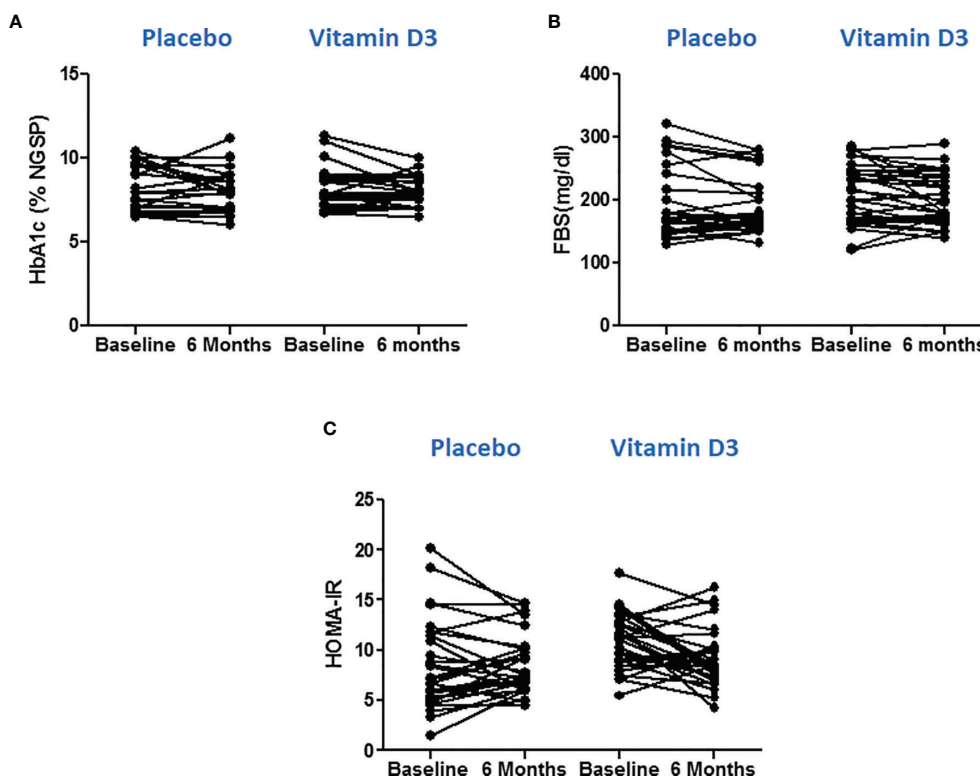 A
Placebo Vitamin D3
HbA1c (% NGSP)
15
10
5
0
Baseline 6 Months Baseline 6 months
B
Placebo Vitamin D3
FBS(mg/dl)
400
300
200
100
0
Baseline 6 months Baseline 6 months
C
Placebo Vitamin D3
HOMA-IR
25
20
15
10
5
0
Baseline 6 Months Baseline 6 Months